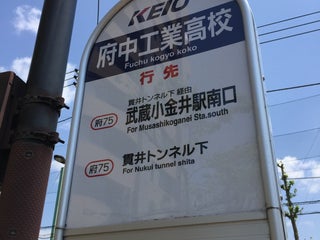 KEIO
府中工業高校
Fuchu kogyo koko
行先
貫井トンネル下 経由
府75 武蔵小金井駅南口
For Musashikoganei Sta.south
府75 貫井トンネル下
For Nukui tunnel shita